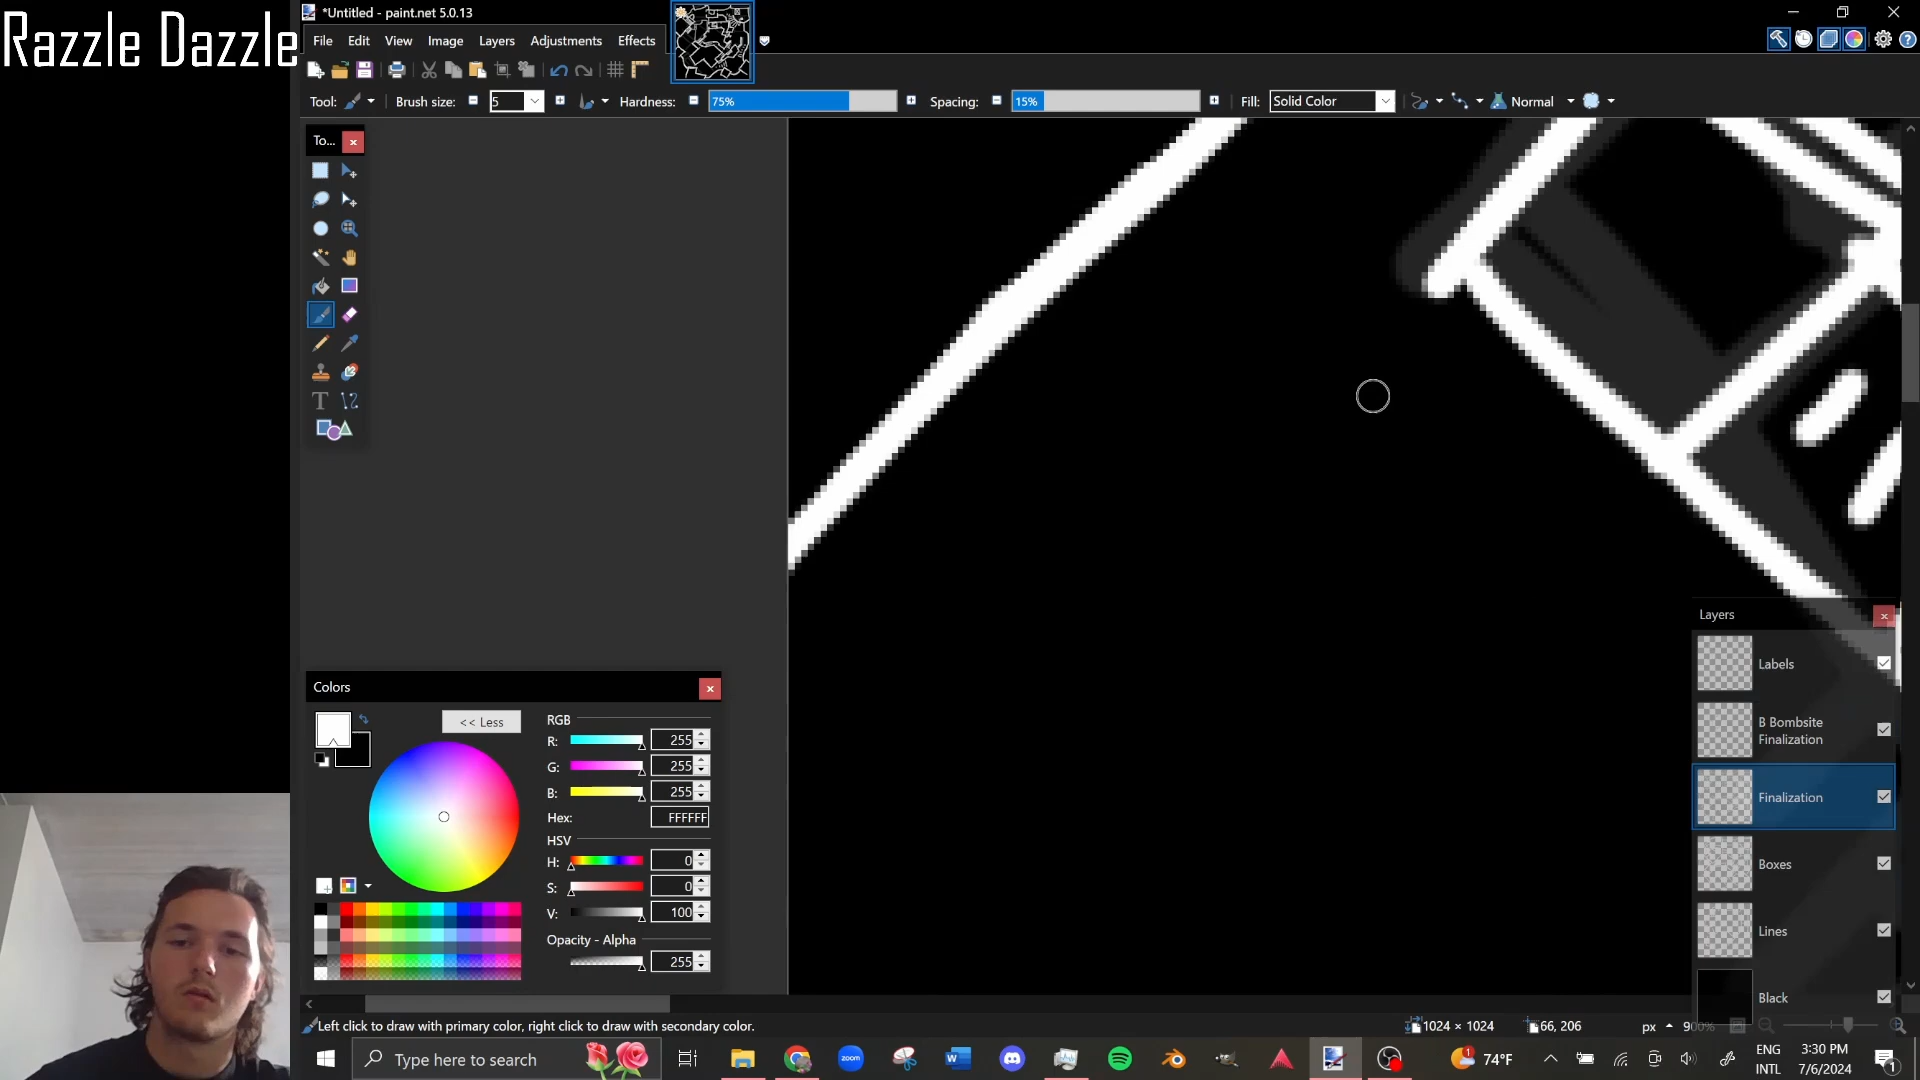 Razzle Dazzle
*Untitled - paint.net 5.0.13
File Edit View Image Layers Adjustments Effects
Tool: Brush size: 5 Hardness: 75% Spacing: 15% Fill: Solid Color Normal
To...
Colors
<< Less
RGB
R: 255
G: 255
B: 255
Hex: FFFFFF
HSV
H: 0
S: 0
V: 100
Opacity - Alpha
255
Layers
Labels
B Bombsite
Finalization
Finalization
Boxes
Lines
Black
Left click to draw with primary color, right click to draw with secondary color.
1024 × 1024
66, 206
px
900%
Type here to search
zoom
74°F
ENG
INTL
3:30 PM
7/6/2024